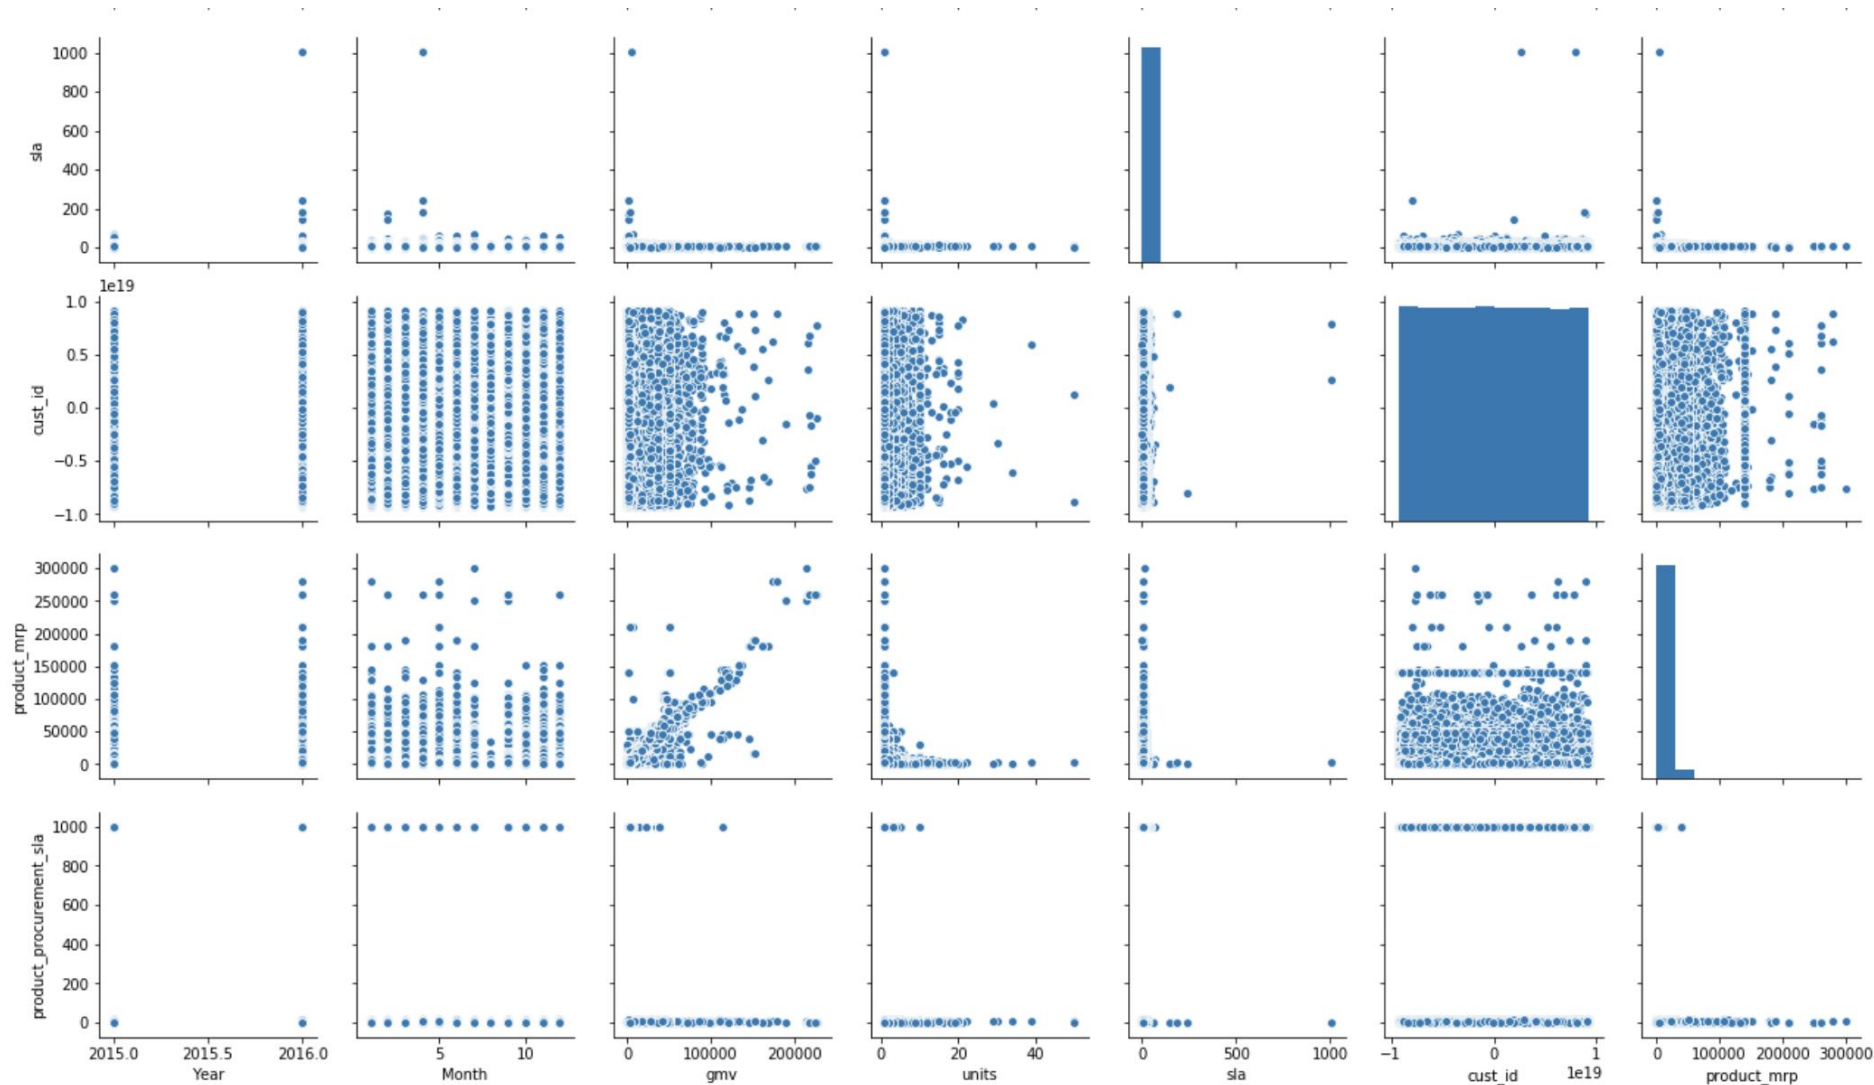 1000
800
600
400
200
0
sla
1e19
1.0
0.5
0.0
−0.5
−1.0
cust_id
300000
250000
200000
150000
100000
50000
0
product_mrp
1000
800
600
400
200
0
product_procurement_sla
2015.0 2015.5 2016.0
Year
5 10
Month
0 100000 200000
gmv
0 20 40
units
0 500 1000
sla
−1 0 1
1e19
cust_id
0 100000 200000 300000
product_mrp